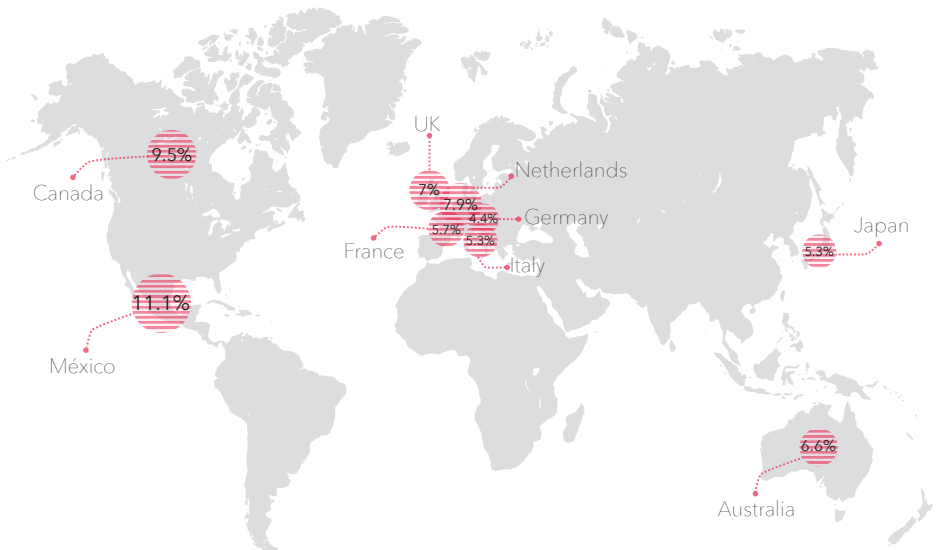 UK
9.5%
Netherlands
7%
Canada
7.9%
4.4%
Germany
5.7%
Japan
5.3%
France
5.3%
Italy
11.1%
México
6.6%
Australia